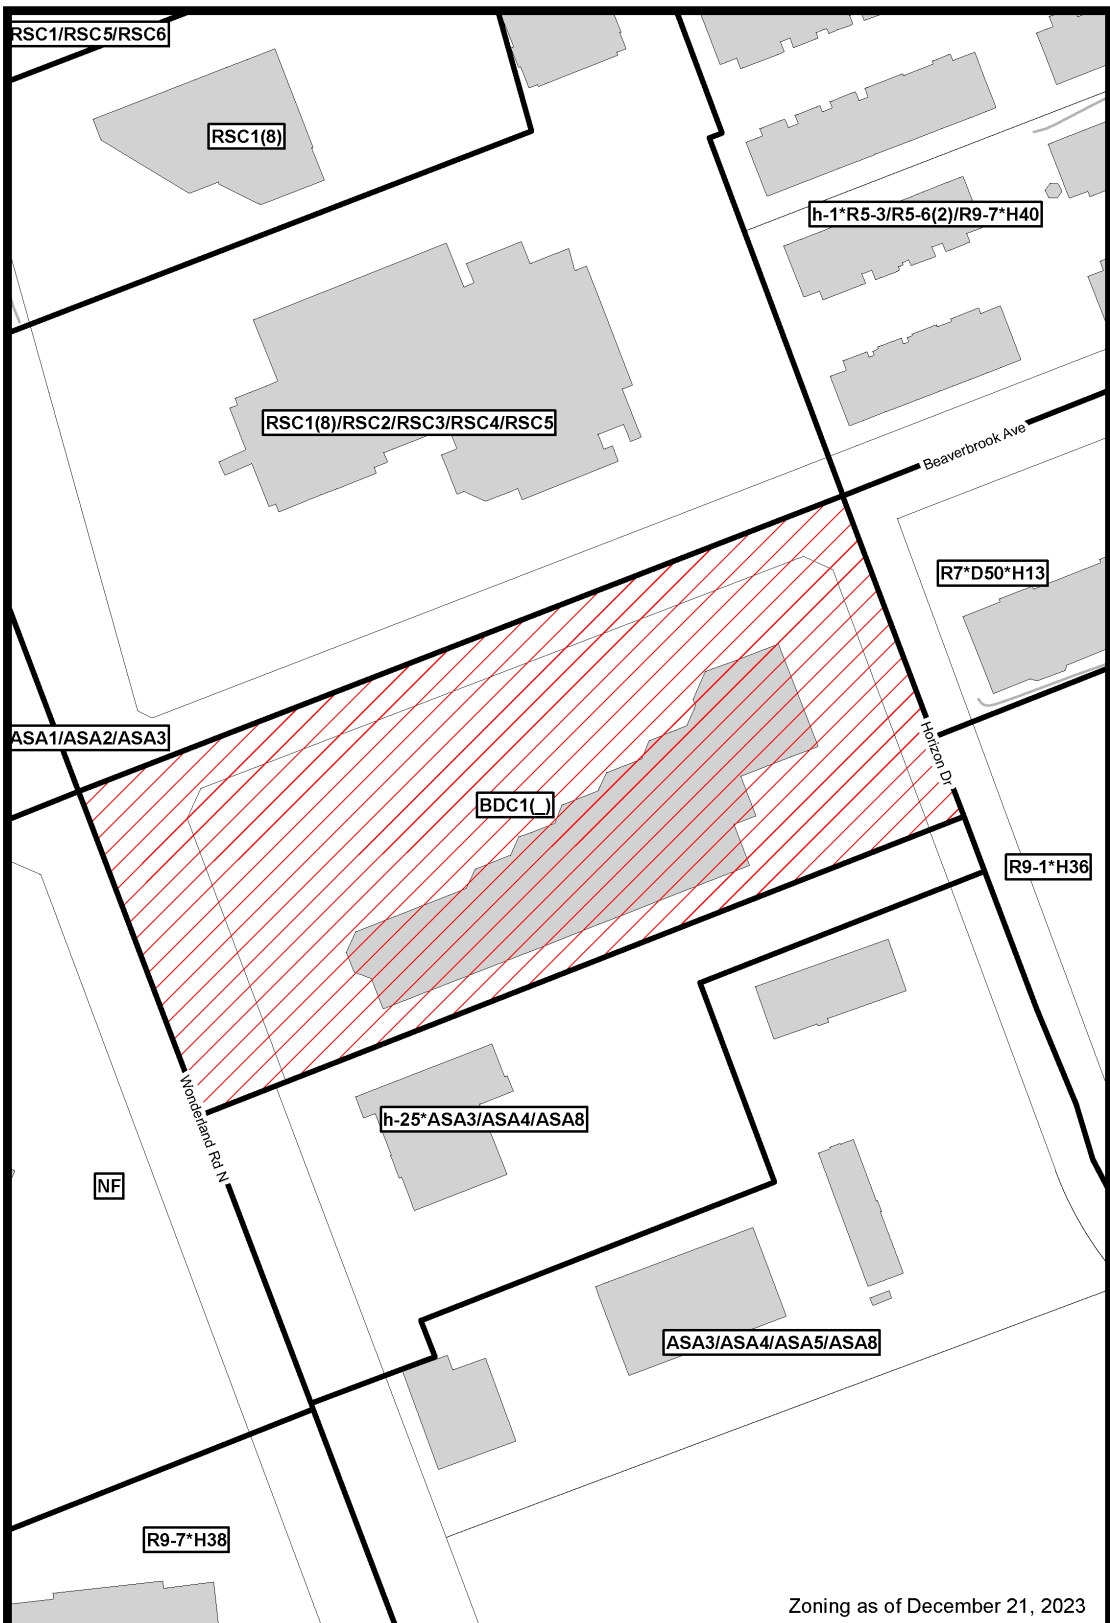 RSC1/RSC5/RSC6
RSC1(8)
h-1*R5-3/R5-6(2)/R9-7*H40
RSC1(8)/RSC2/RSC3/RSC4/RSC5
Beaverbrook Ave
R7*D50*H13
ASA1/ASA2/ASA3
Horizon Dr
BDC1(_)
R9-1*H36
Wonderland Rd N
h-25*ASA3/ASA4/ASA8
NF
ASA3/ASA4/ASA5/ASA8
R9-7*H38
Zoning as of December 21, 2023